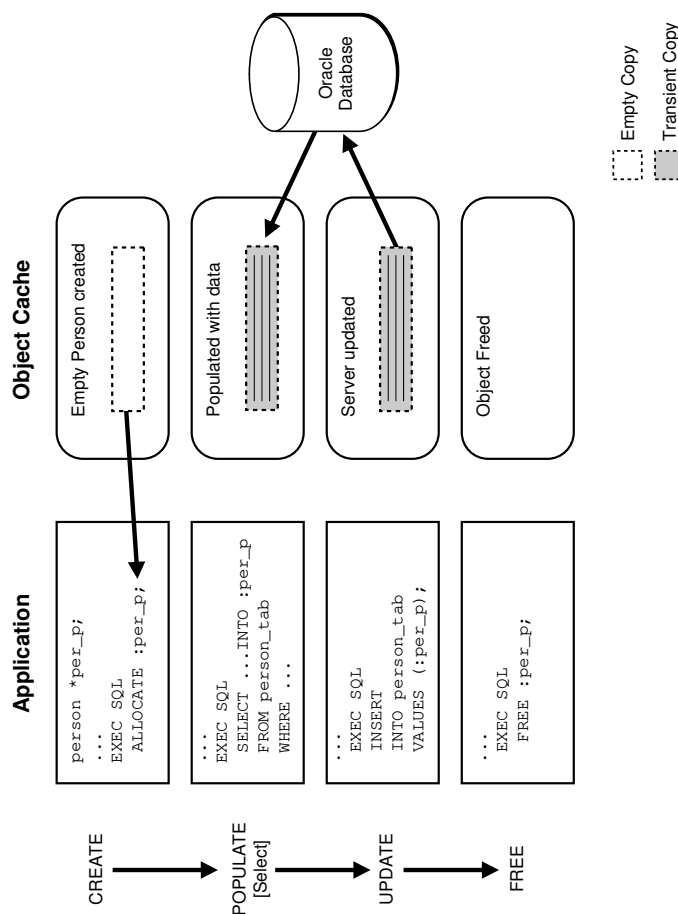 Application
Object Cache
CREATE
person *per_p;
...
EXEC SQL
ALLOCATE :per_p;
Empty Person created
POPULATE
[Select]
...
EXEC SQL
SELECT ...INTO :per_p
FROM person_tab
WHERE ...
Populated with data
Oracle
Database
UPDATE
...
EXEC SQL
INSERT
INTO person_tab
VALUES (:per_p);
Server updated
FREE
...
EXEC SQL
FREE :per_p;
Object Freed
Empty Copy
Transient Copy